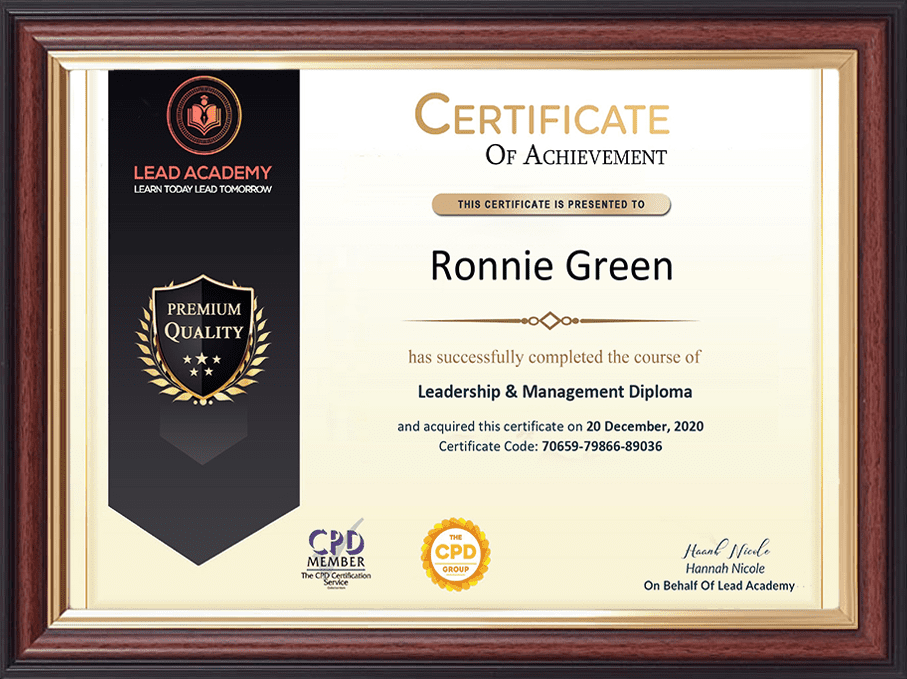 LEAD ACADEMY
LEARN TODAY LEAD TOMORROW
PREMIUM
QUALITY
CERTIFICATE
OF ACHIEVEMENT
THIS CERTIFICATE IS PRESENTED TO
Ronnie Green
has successfully completed the course of
Leadership & Management Diploma
and acquired this certificate on 20 December, 2020
Certificate Code: 70659-79866-89036
CPD
MEMBER
The CPD Certification
Service
THE
CPD
GROUP
Hannah Nicole
On Behalf Of Lead Academy